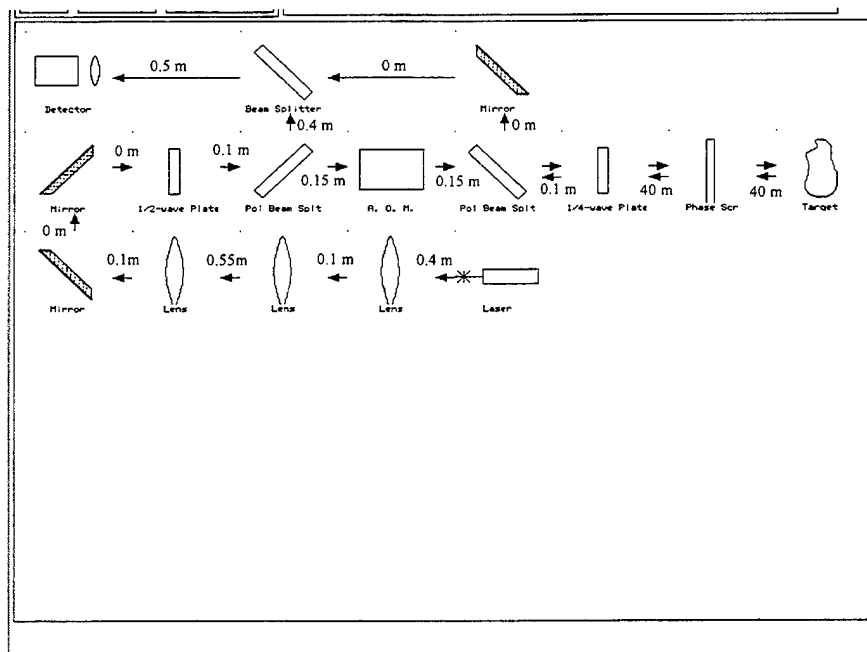 0.5 m 0 m
Detector Beam Splitter Mirror
0.4 m 0 m
0 m 0.1 m 0.15 m 0.15 m 0.1 m 40 m 40 m
Mirror 1/2-wave Plate Pol Beam Splt A. O. M. Pol Beam Splt 1/4-wave Plate Phase Scr Target
0 m
0.1m 0.55m 0.1 m 0.4 m
Mirror Lens Lens Lens Laser